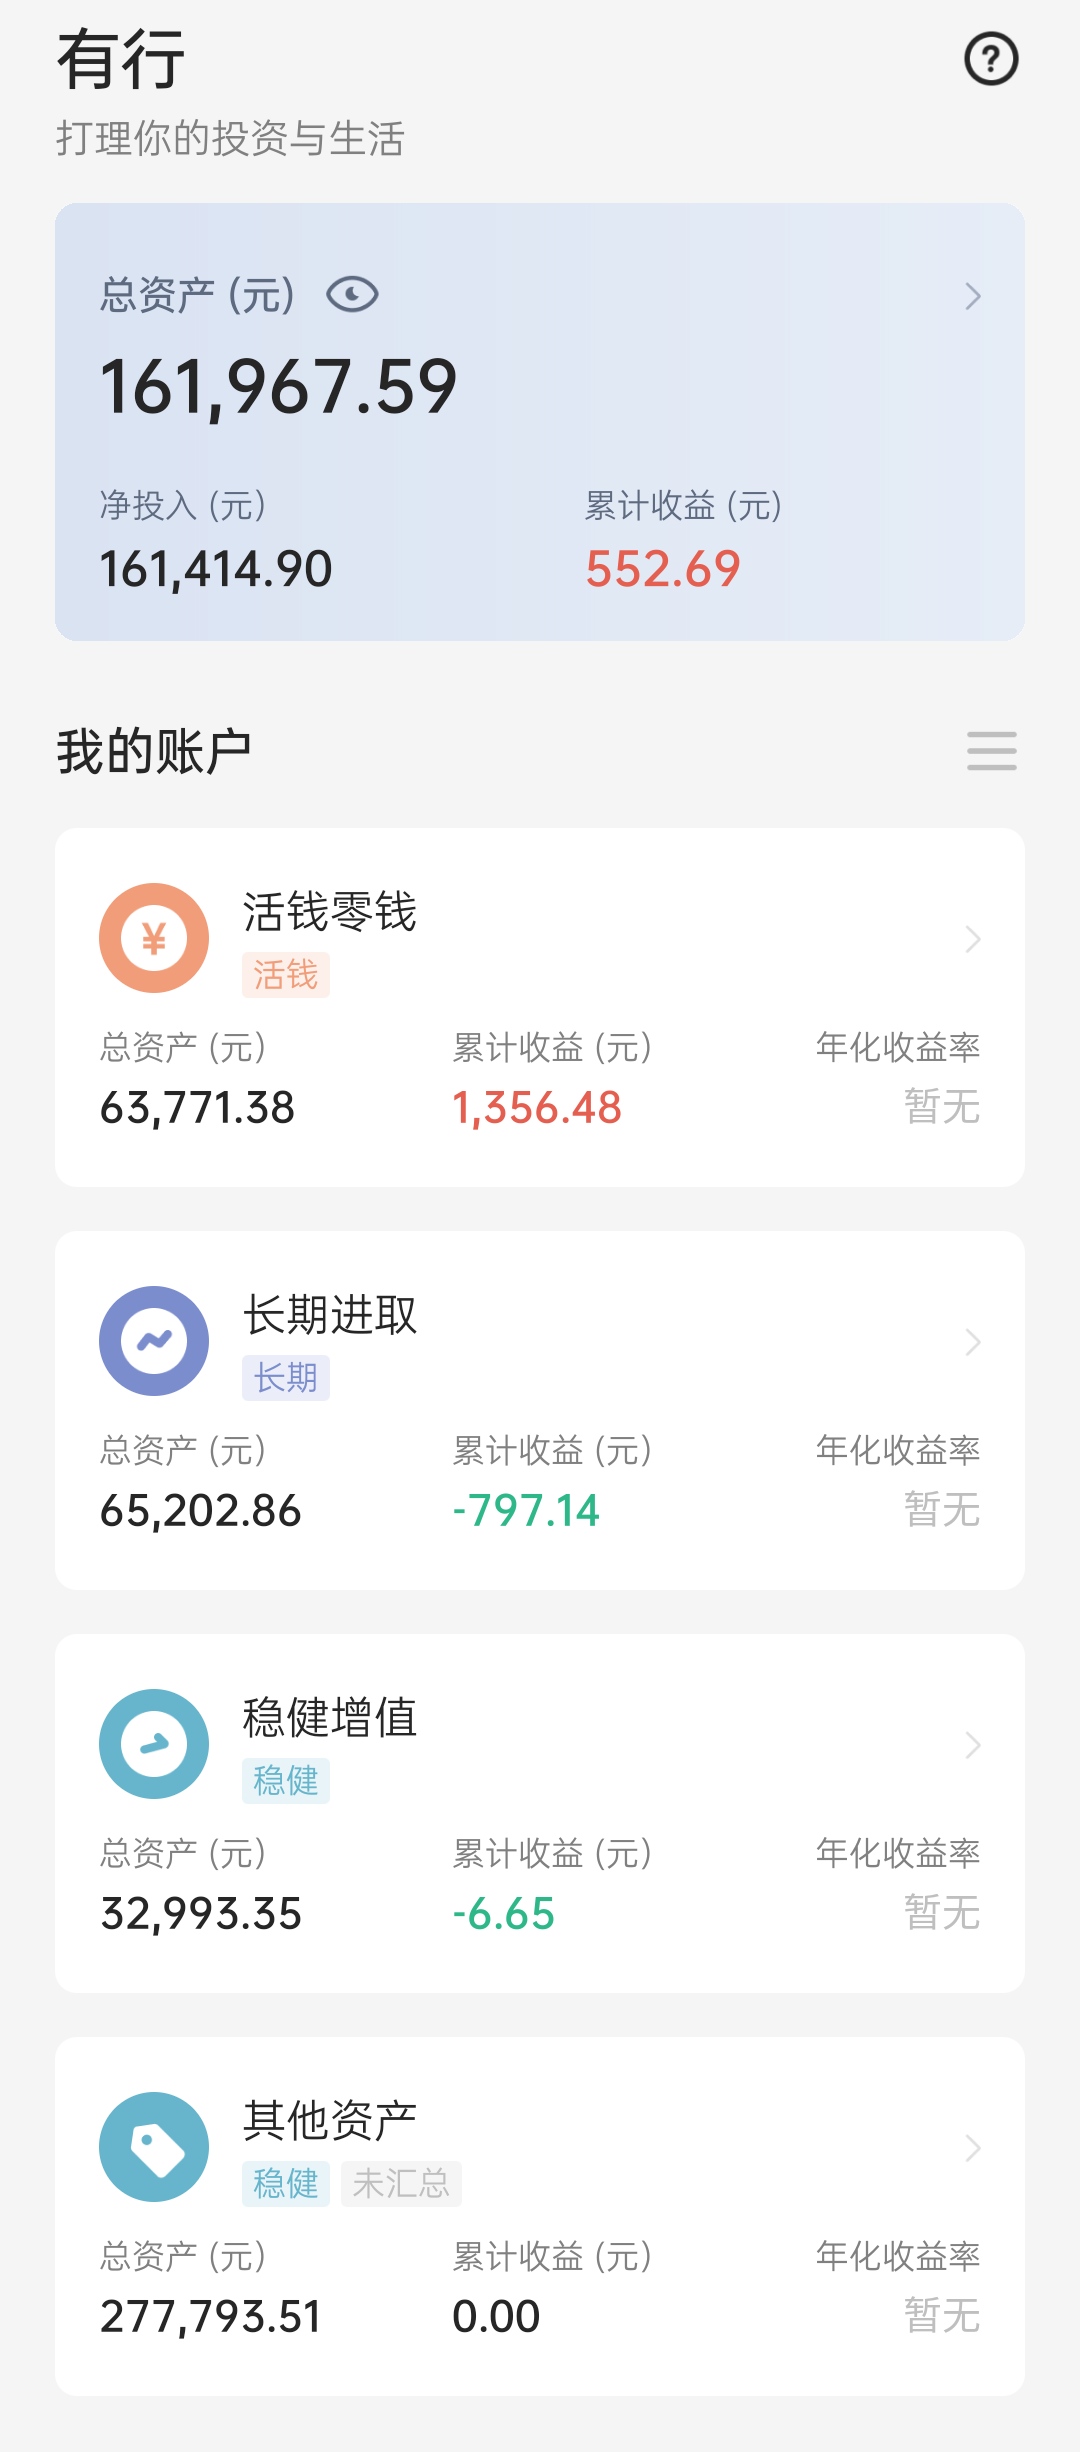 有行
打理你的投资与生活
总资产 (元)
161,967.59
净投入 (元) 累计收益 (元)
161,414.90 552.69
我的账户
¥ 活钱零钱
活钱
总资产 (元) 累计收益 (元) 年化收益率
63,771.38 1,356.48 暂无
长期进取
长期
总资产 (元) 累计收益 (元) 年化收益率
65,202.86 -797.14 暂无
稳健增值
稳健
总资产 (元) 累计收益 (元) 年化收益率
32,993.35 -6.65 暂无
其他资产
稳健 未汇总
总资产 (元) 累计收益 (元) 年化收益率
277,793.51 0.00 暂无